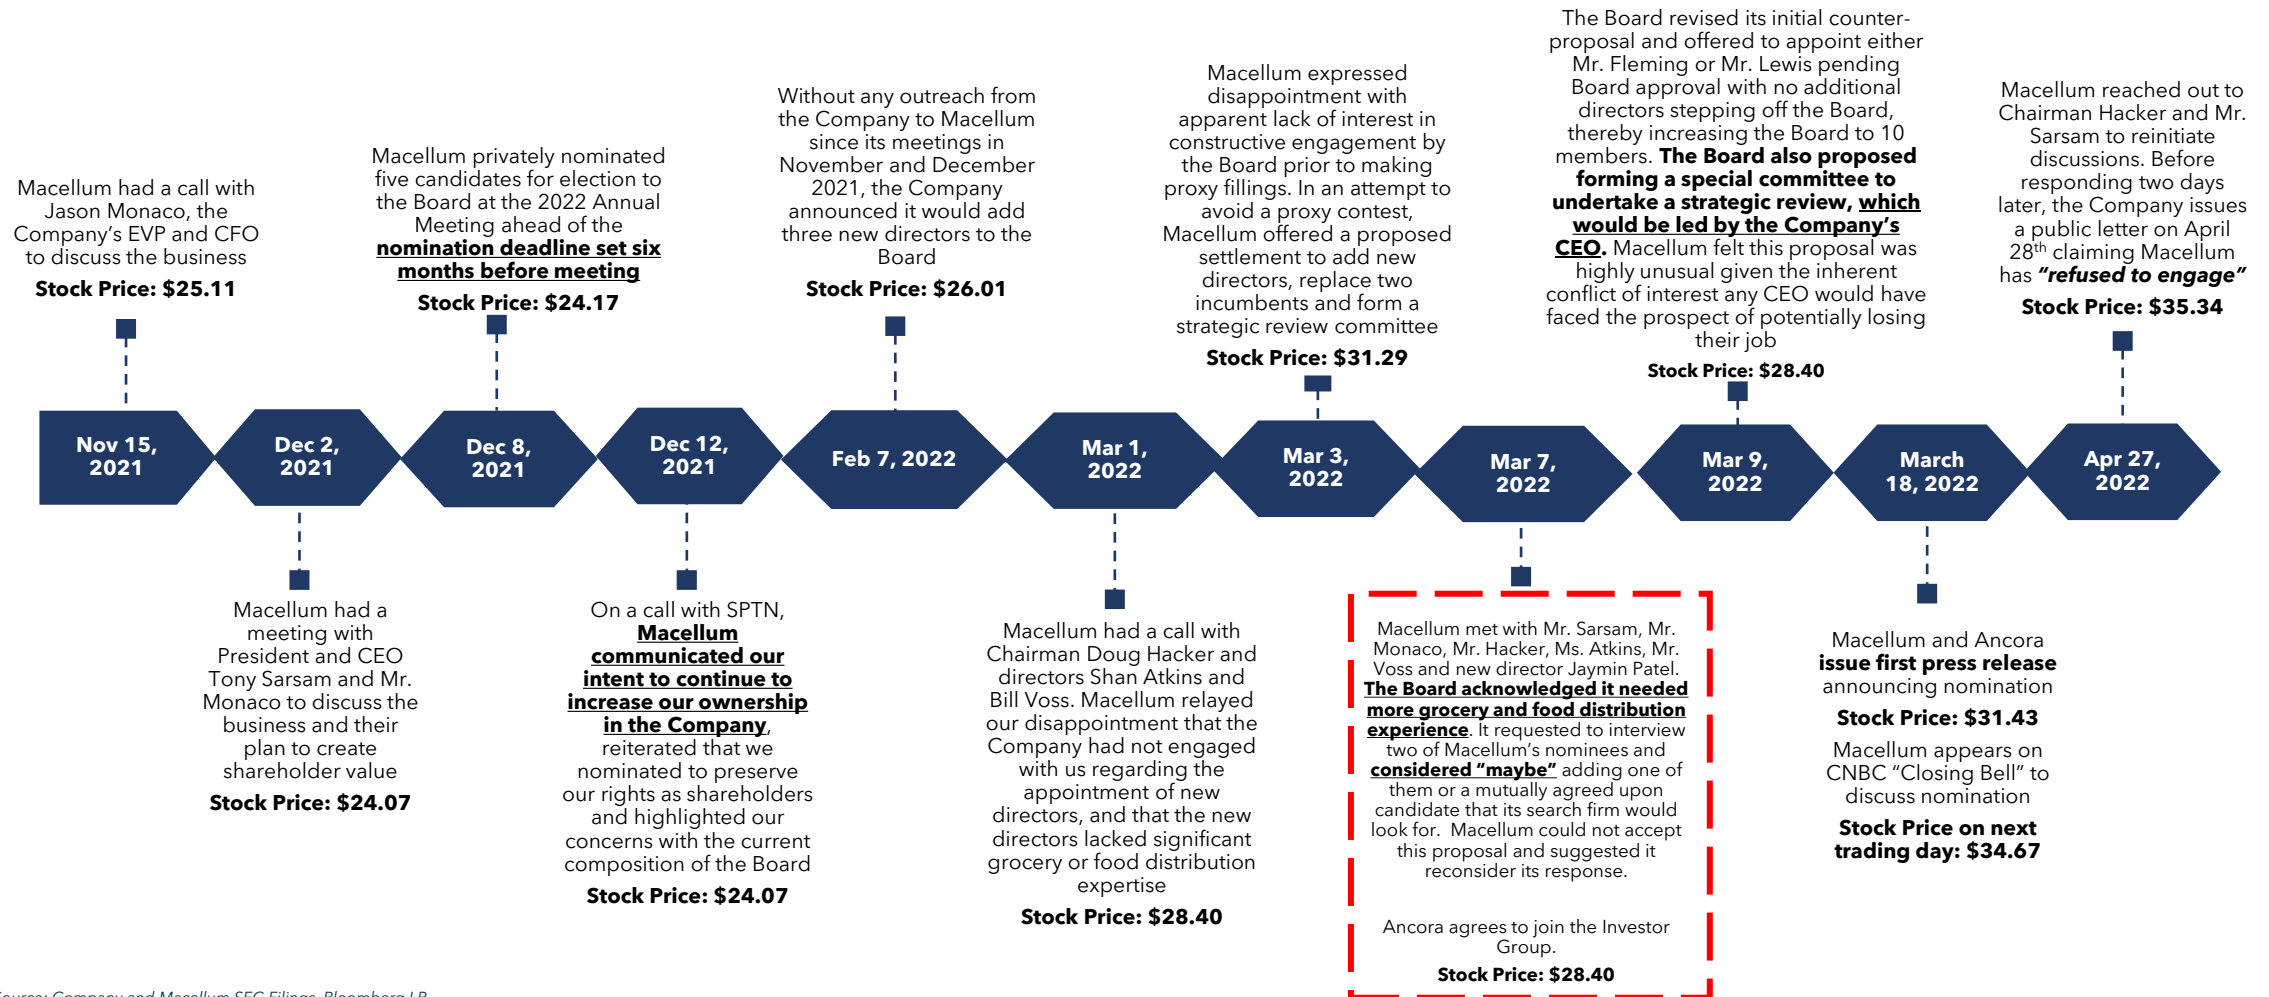 Macellum had a call with
Jason Monaco, the
Company's EVP and CFO
to discuss the business
Stock Price: $25.11
Macellum privately nominated
five candidates for election to
the Board at the 2022 Annual
Meeting ahead of the
nomination deadline set six
months before meeting
Stock Price: $24.17
Without any outreach from
the Company to Macellum
since its meetings in
November and December
2021, the Company
announced it would add
three new directors to the
Board
Stock Price: $26.01
Macellum expressed
disappointment with
apparent lack of interest in
constructive engagement by
the Board prior to making
proxy fillings. In an attempt to
avoid a proxy contest,
Macellum offered a proposed
settlement to add new
directors, replace two
incumbents and form a
strategic review committee
Stock Price: $31.29
The Board revised its initial counter-
proposal and offered to appoint either
Mr. Fleming or Mr. Lewis pending
Board approval with no additional
directors stepping off the Board,
thereby increasing the Board to 10
members. The Board also proposed
forming a special committee to
undertake a strategic review, which
would be led by the Company's
CEO. Macellum felt this proposal was
highly unusual given the inherent
conflict of interest any CEO would have
faced the prospect of potentially losing
their job
Stock Price: $28.40
Macellum reached out to
Chairman Hacker and Mr.
Sarsam to reinitiate
discussions. Before
responding two days
later, the Company issues
a public letter on April
28th claiming Macellum
has "refused to engage"
Stock Price: $35.34
Nov 15,
2021
Dec 2,
2021
Dec 8,
2021
Dec 12,
2021
Feb 7, 2022
Mar 1,
2022
Mar 3,
2022
Mar 7,
2022
Mar 9,
2022
March
18, 2022
Apr 27,
2022
Macellum had a
meeting with
President and CEO
Tony Sarsam and Mr.
Monaco to discuss the
business and their
plan to create
shareholder value
Stock Price: $24.07
On a call with SPTN,
Macellum
communicated our
intent to continue to
increase our ownership
in the Company,
reiterated that we
nominated to preserve
our rights as shareholders
and highlighted our
concerns with the current
composition of the Board
Stock Price: $24.07
Macellum had a call with
Chairman Doug Hacker and
directors Shan Atkins and
Bill Voss. Macellum relayed
our disappointment that the
Company had not engaged
with us regarding the
appointment of new
directors, and that the new
directors lacked significant
grocery or food distribution
expertise
Stock Price: $28.40
Macellum met with Mr. Sarsam, Mr.
Monaco, Mr. Hacker, Ms. Atkins, Mr.
Voss and new director Jaymin Patel.
The Board acknowledged it needed
more grocery and food distribution
experience. It requested to interview
two of Macellum's nominees and
considered "maybe" adding one of
them or a mutually agreed upon
candidate that its search firm would
look for. Macellum could not accept
this proposal and suggested it
reconsider its response.
Ancora agrees to join the Investor
Group.
Stock Price: $28.40
Macellum and Ancora
issue first press release
announcing nomination
Stock Price: $31.43
Macellum appears on
CNBC "Closing Bell" to
discuss nomination
Stock Price on next
trading day: $34.67
Source: Company and Macellum SEC Filings, Bloomberg LP